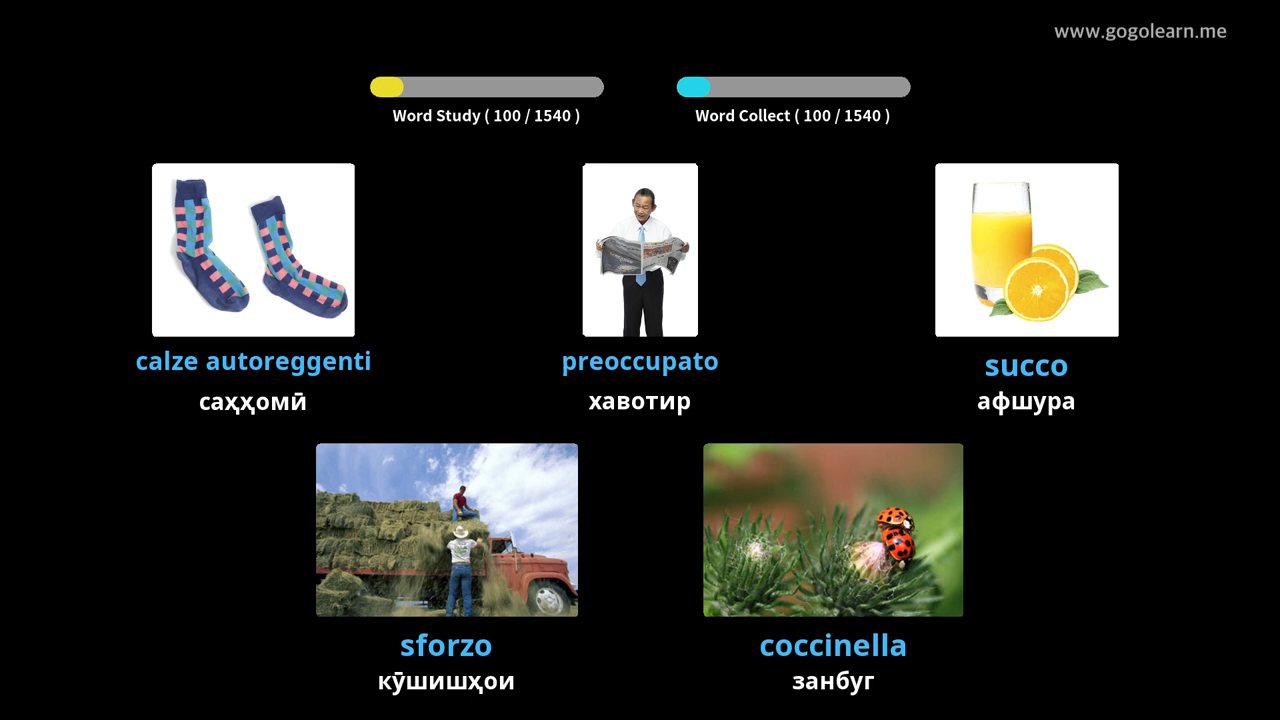 www.gogolearn.me
Word Study ( 100 / 1540 )
Word Collect ( 100 / 1540 )
calze autoreggenti
саҳҳомӣ
preoccupato
хавотир
succo
афшура
sforzo
кӯшишҳои
coccinella
занбуг